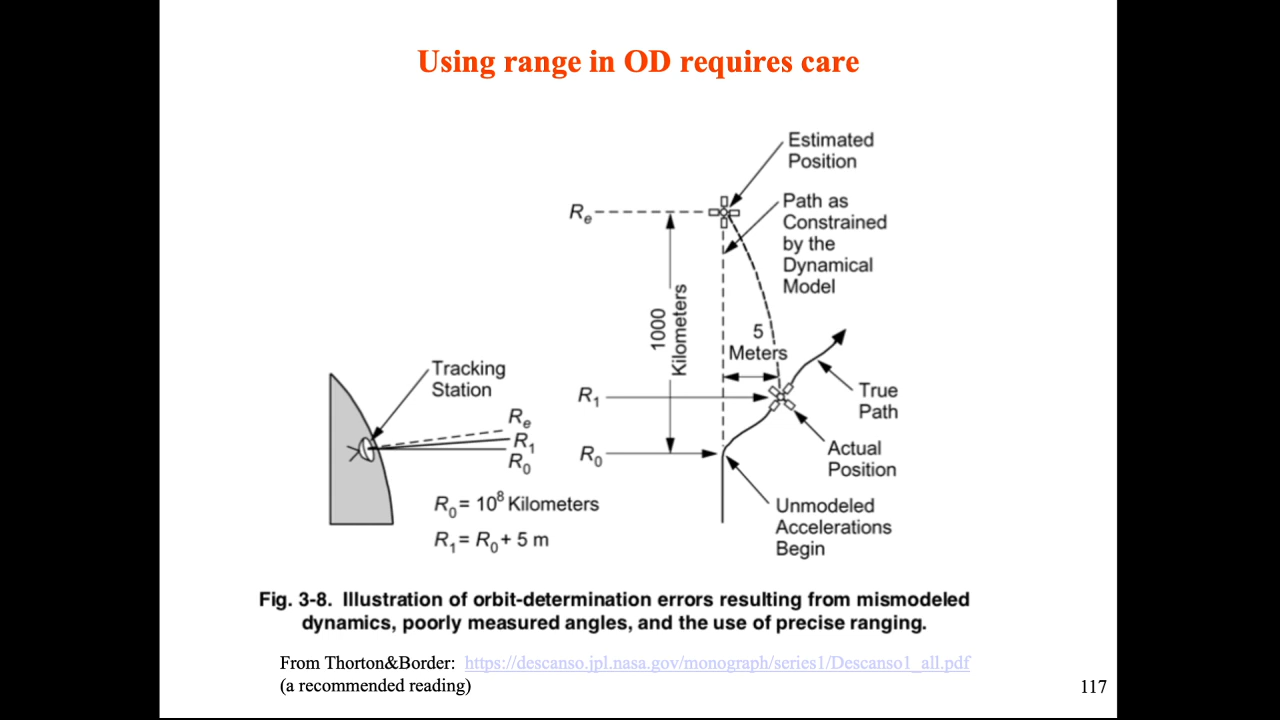 Using range in OD requires care
Estimated
Position
Path as
Constrained
by the
Dynamical
Model
Rₑ
1000
Kilometers
5
Meters
R₁
R₀
True
Path
Actual
Position
Unmodeled
Accelerations
Begin
Tracking
Station
Rₑ
R₁
R₀
R₀ = 10⁸ Kilometers
R₁ = R₀ + 5 m
Fig. 3-8. Illustration of orbit-determination errors resulting from mismodeled
dynamics, poorly measured angles, and the use of precise ranging.
From Thorton&Border: https://descanso.jpl.nasa.gov/monograph/series1/Descanso1_all.pdf
(a recommended reading)
117